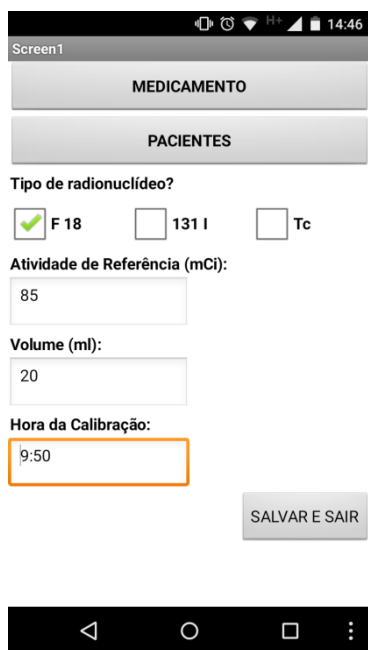 H+ 14:46
Screen1
MEDICAMENTO
PACIENTES
Tipo de radionuclídeo?
F 18 131 I Tc
Atividade de Referência (mCi):
85
Volume (ml):
20
Hora da Calibração:
9:50
SALVAR E SAIR